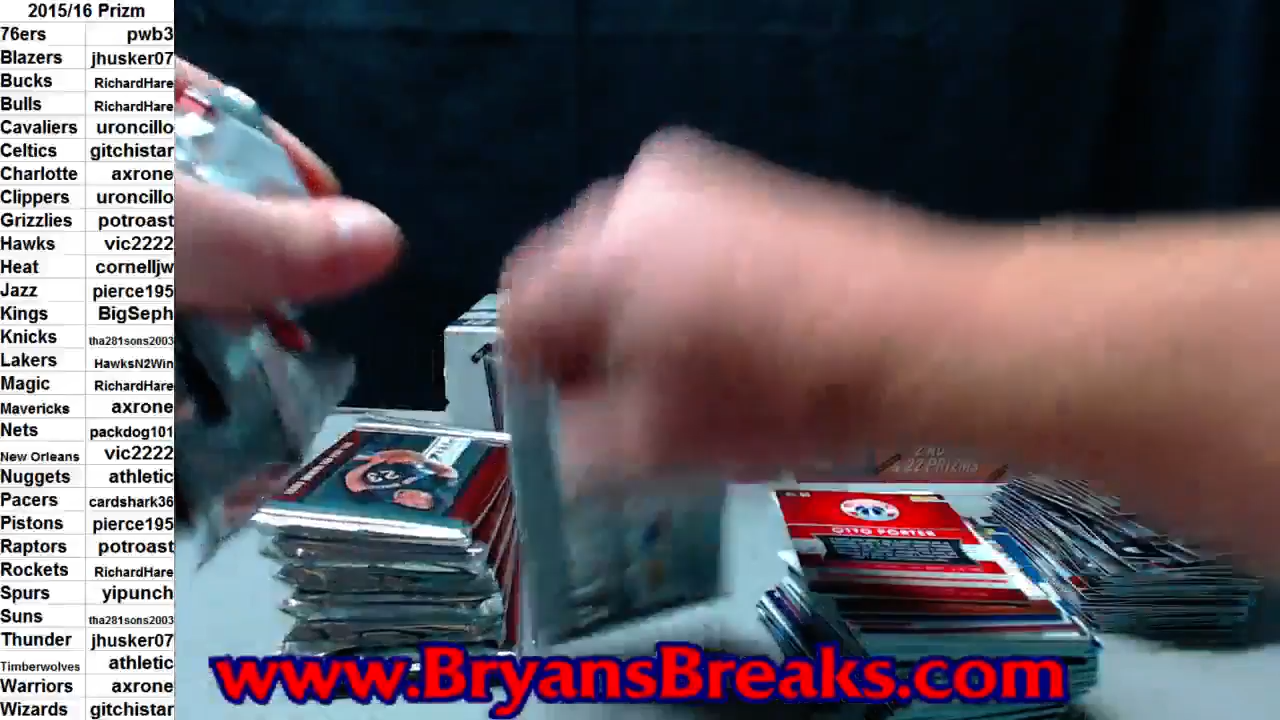 2015/16 Prizm
76ers pwb3
Blazers jhusker07
Bucks RichardHare
Bulls RichardHare
Cavaliers uroncillo
Celtics gitchistar
Charlotte axrone
Clippers uroncillo
Grizzlies potroast
Hawks vic2222
Heat cornelljw
Jazz pierce195
Kings BigSeph
Knicks tha281sons2003
Lakers HawksN2Win
Magic RichardHare
Mavericks axrone
Nets packdog101
New Orleans vic2222
Nuggets athletic
Pacers cardshark36
Pistons pierce195
Raptors potroast
Rockets RichardHare
Spurs yipunch
Suns tha281sons2003
Thunder jhusker07
Timberwolves athletic
Warriors axrone
Wizards gitchistar
2ND
22 PRIZMS
OTTO PORTER
www.BryansBreaks.com